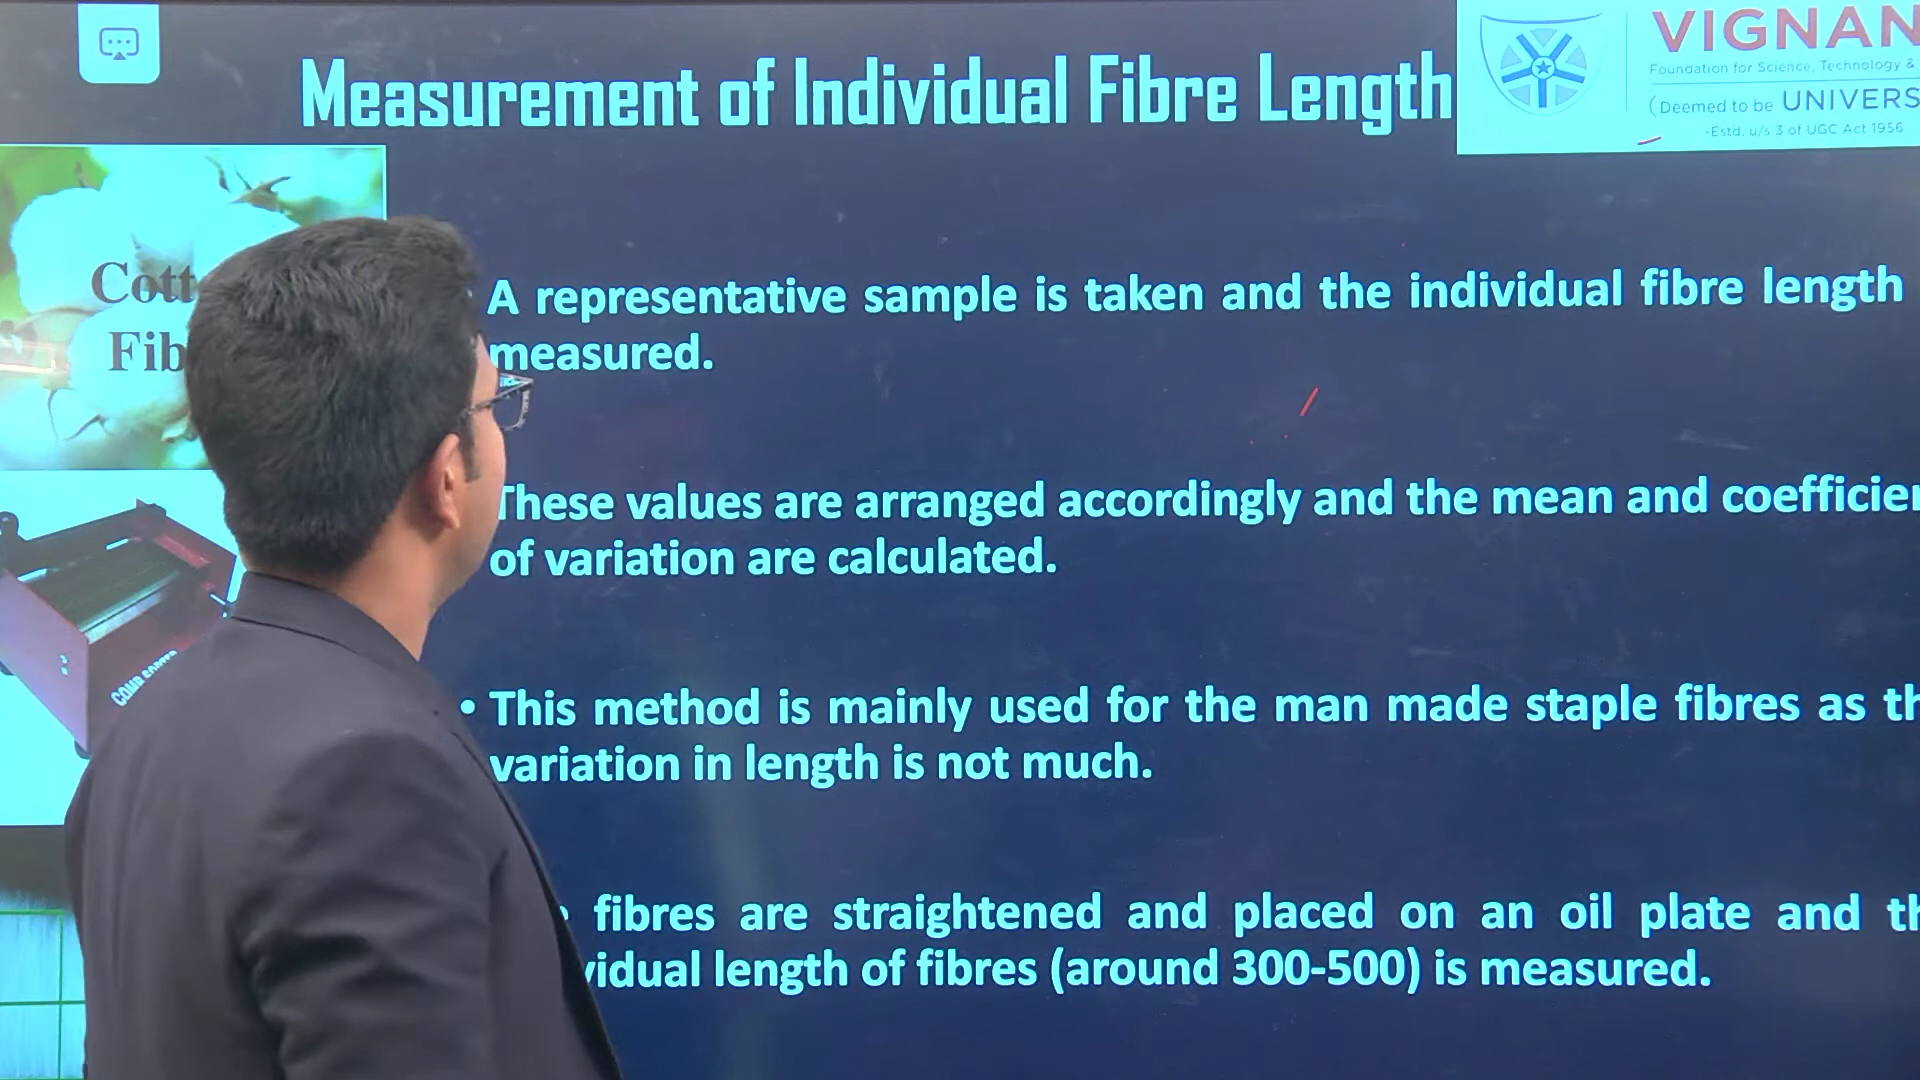 Measurement of Individual Fibre Length
VIGNAN
Foundation for Science, Technology &
(Deemed to be UNIVERS
-Estd. u/s 3 of UGC Act 1956
Cott
Fib
A representative sample is taken and the individual fibre length
measured.
These values are arranged accordingly and the mean and coefficien
of variation are calculated.
• This method is mainly used for the man made staple fibres as th
variation in length is not much.
fibres are straightened and placed on an oil plate and th
vidual length of fibres (around 300-500) is measured.
COMB SORTER